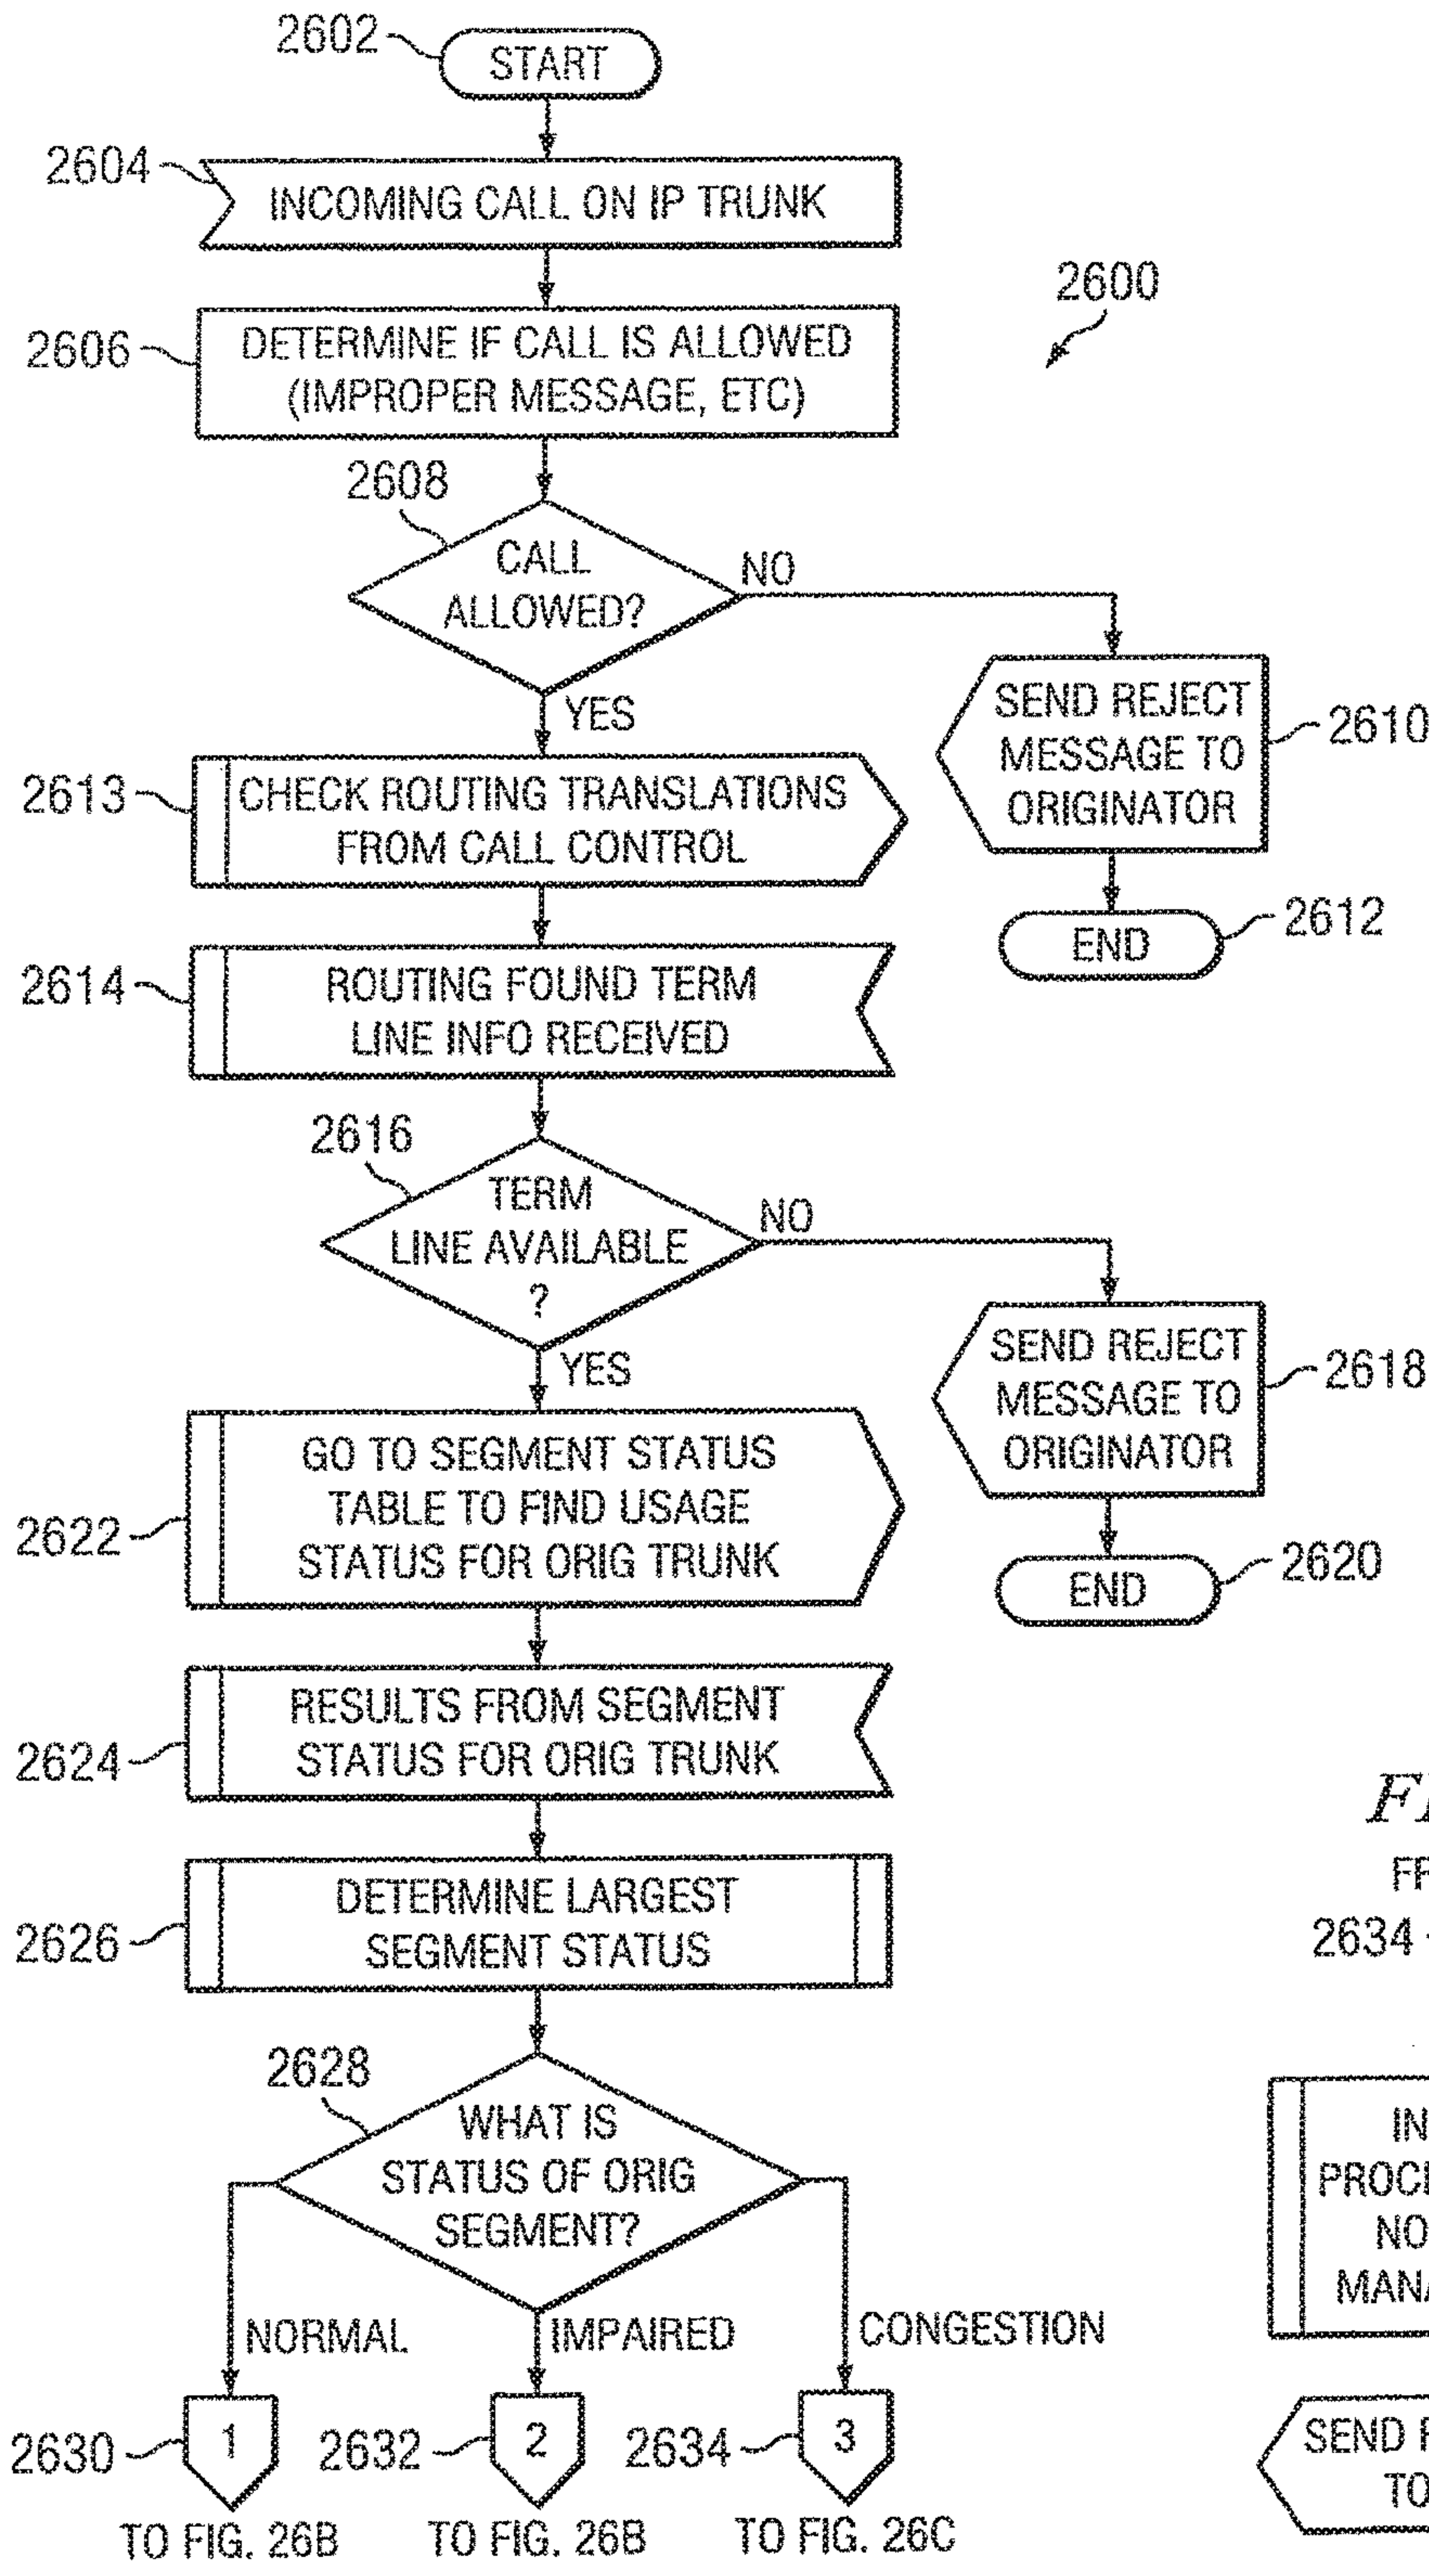 2602
START
2604
INCOMING CALL ON IP TRUNK
2600
2606
DETERMINE IF CALL IS ALLOWED
(IMPROPER MESSAGE, ETC)
2608
CALL
ALLOWED?
NO
YES
SEND REJECT
MESSAGE TO
ORIGINATOR
2610
2612
END
2613
CHECK ROUTING TRANSLATIONS
FROM CALL CONTROL
2614
ROUTING FOUND TERM
LINE INFO RECEIVED
2616
TERM
LINE AVAILABLE
?
NO
YES
SEND REJECT
MESSAGE TO
ORIGINATOR
2618
END
2620
2622
GO TO SEGMENT STATUS
TABLE TO FIND USAGE
STATUS FOR ORIG TRUNK
2624
RESULTS FROM SEGMENT
STATUS FOR ORIG TRUNK
2626
DETERMINE LARGEST
SEGMENT STATUS
2628
WHAT IS
STATUS OF ORIG
SEGMENT?
NORMAL
IMPAIRED
CONGESTION
2630
1
2632
2
2634
3
TO FIG. 26B
TO FIG. 26B
TO FIG. 26C
2634
IN
NO
SEND
TO